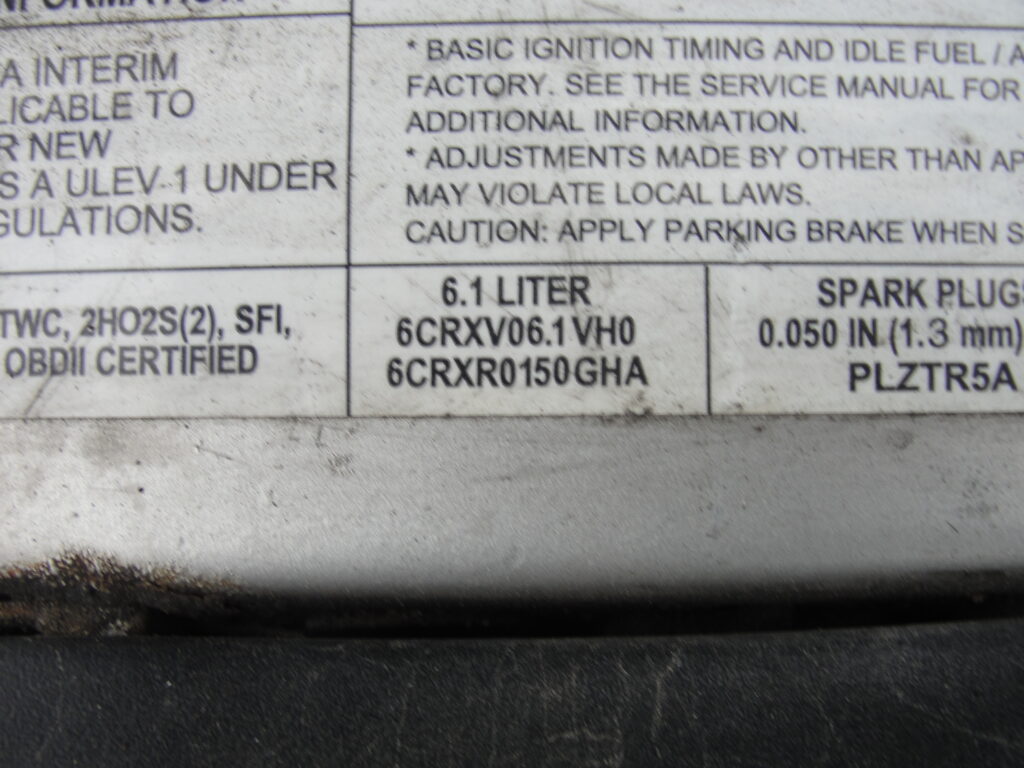 INFORMATION
A INTERIM
LICABLE TO
R NEW
S A ULEV-1 UNDER
GULATIONS.
* BASIC IGNITION TIMING AND IDLE FUEL / A
FACTORY. SEE THE SERVICE MANUAL FOR
ADDITIONAL INFORMATION.
* ADJUSTMENTS MADE BY OTHER THAN AP
MAY VIOLATE LOCAL LAWS.
CAUTION: APPLY PARKING BRAKE WHEN S
TWC, 2HO2S(2), SFI,
OBDII CERTIFIED
6.1 LITER
6CRXV06.1VH0
6CRXR0150GHA
SPARK PLUG
0.050 IN (1.3 mm)
PLZTR5A